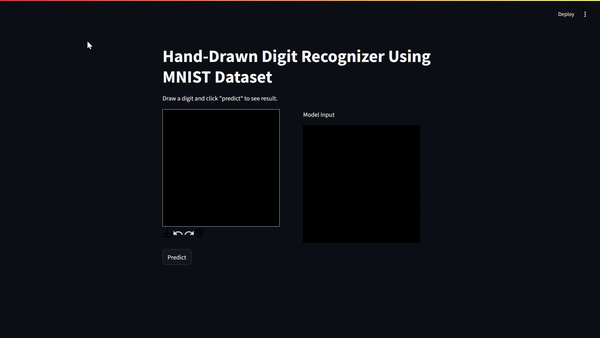 Deploy
Hand-Drawn Digit Recognizer Using
MNIST Dataset
Draw a digit and click "predict" to see result.
Model Input
Predict